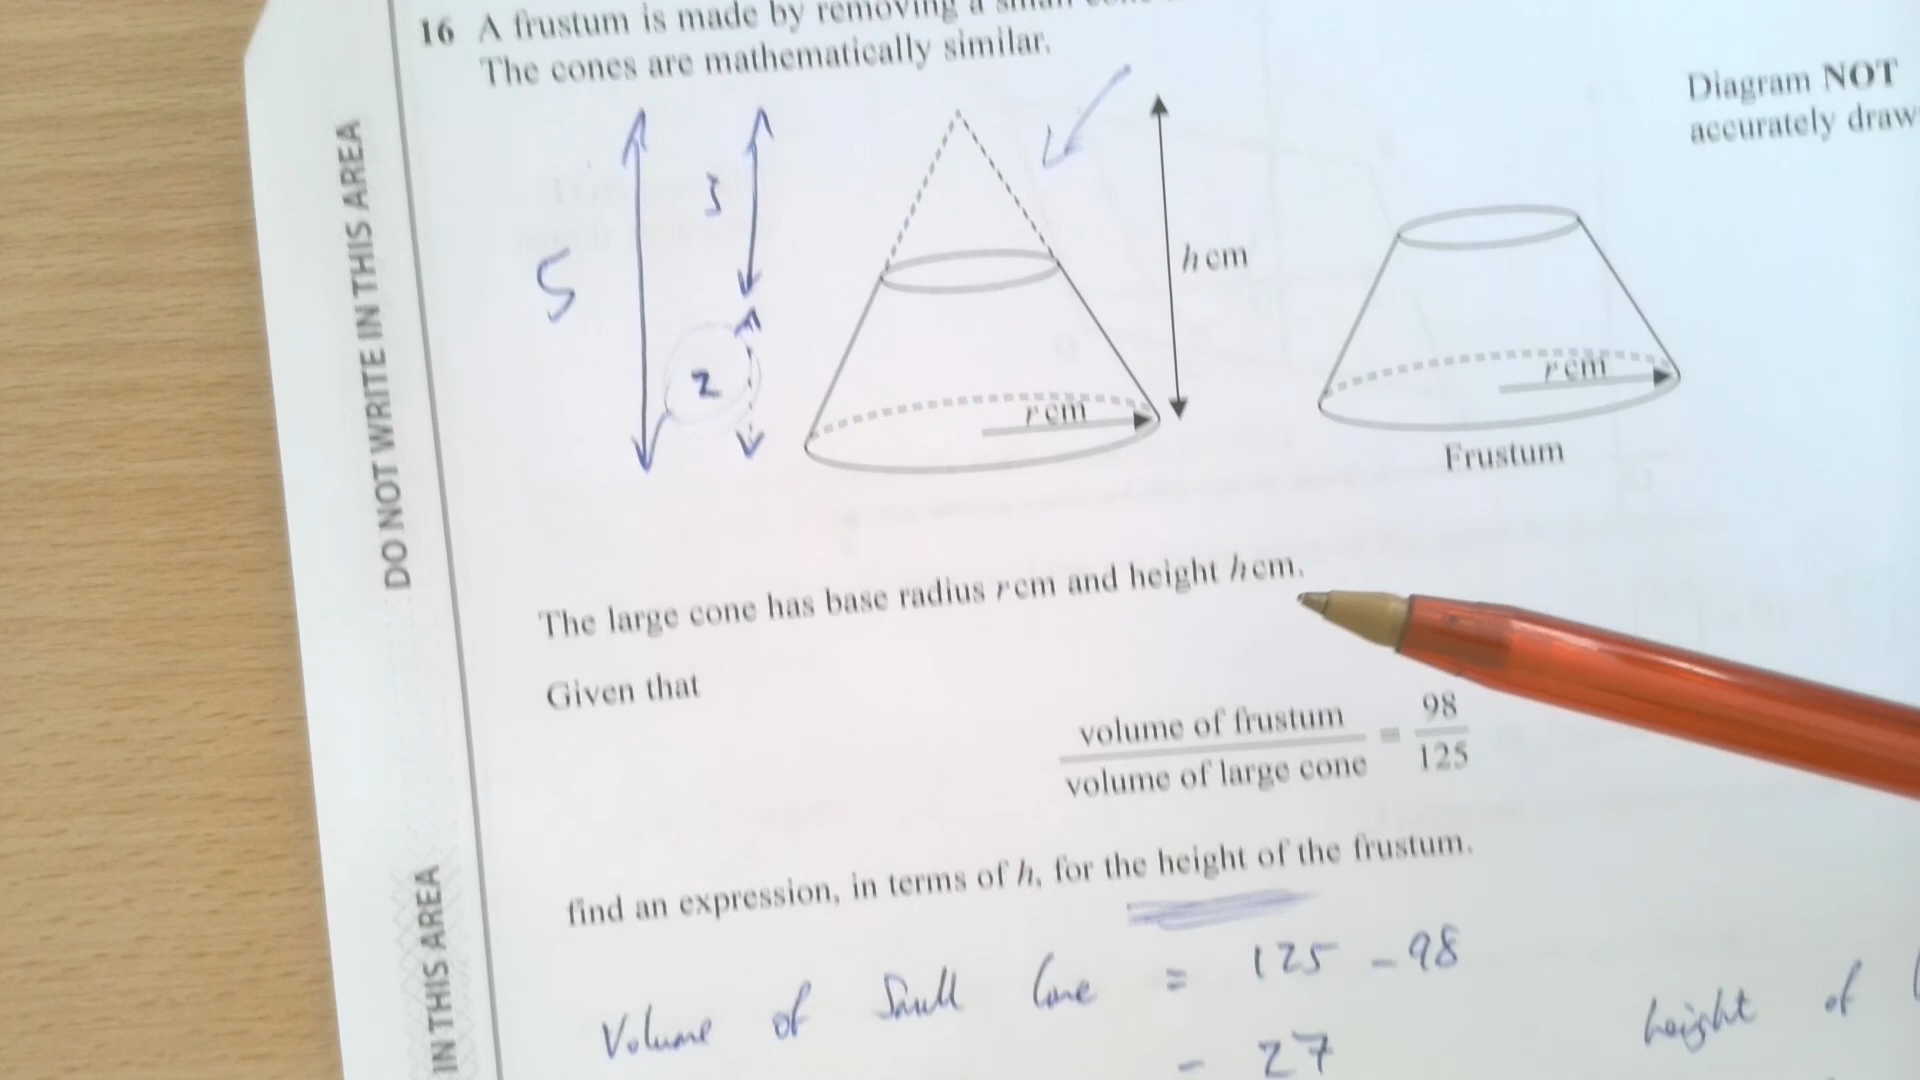 16 A frustum is made by removing a small cone
The cones are mathematically similar.
Diagram NOT
accurately draw
DO NOT WRITE IN THIS AREA
5
3
2
h cm
r cm
r cm
Frustum
The large cone has base radius r cm and height h cm.
Given that
volume of frustum / volume of large cone = 98 / 125
find an expression, in terms of h, for the height of the frustum.
IN THIS AREA
Volume of Small Cone = 125 - 98
= 27
height of